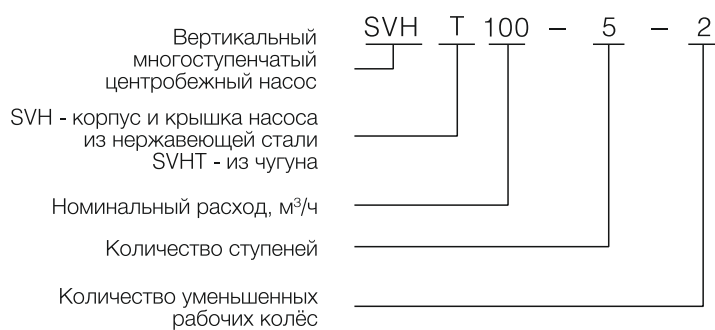 SVH T 100 – 5 – 2
Вертикальный
многоступенчатый
центробежный насос
SVH - корпус и крышка насоса
из нержавеющей стали
SVHT - из чугуна
Номинальный расход, м³/ч
Количество ступеней
Количество уменьшенных
рабочих колёс